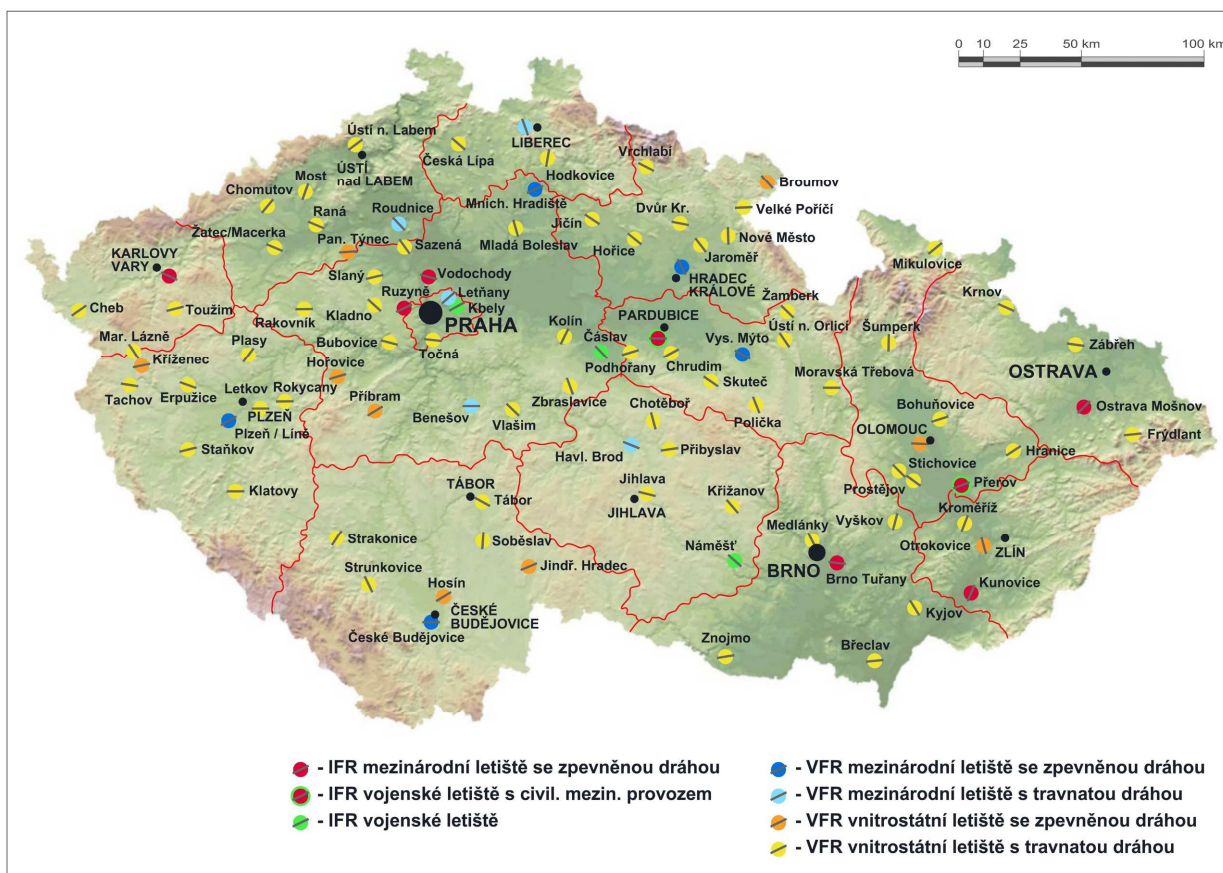 0 10 25 50 km 100 km
Ústí n. Labem
ÚSTÍ
nad LABEM
Česká Lípa
LIBEREC
Hodkovice
Vrchlabi
Broumov
Most
Chomutov
Raná
Roudnice
Mnich. Hradiště
Jičín
Dvůr Kr.
Velké Poříčí
Žatec/Macerka
Pan. Týnec
Sazená
Mladá Boleslav
Hořice
Nové Město
Jaroměř
Mikulovice
KARLOVY
VARY
Slaný
Vodochody
HRADEC
KRÁLOVÉ
Krnov
Cheb
Toužim
Rakovník
Kladno
Ruzyně
Letňany
Kbely
PRAHA
Kolín
PARDUBICE
Žamberk
Mar. Lázně
Kříženec
Plasy
Bubovice
Točná
Čáslav
Vys. Mýto
Ústí n. Orlicí
Šumperk
Zábřeh
Hořovice
Podhořany
Chrudim
OSTRAVA
Tachov
Erpužice
Letkov
Rokycany
Příbram
Skuteč
Moravská Třebová
PLZEŇ
Plzeň / Líně
Benešov
Vlašim
Zbraslavice
Chotěboř
Polička
Bohuňovice
Ostrava Mošnov
Staňkov
Havl. Brod
Přibyslav
OLOMOUC
Frýdlant
Hranice
Stichovice
Klatovy
TÁBOR
Tábor
Jihlava
JIHLAVA
Křižanov
Prostějov
Přerov
Kroměříž
Strakonice
Soběslav
Medlánky
Vyškov
Otrokovice
ZLÍN
Strunkovice
Hosín
Jindř. Hradec
Náměšť
BRNO
Brno Tuřany
Kunovice
ČESKÉ
BUDĚJOVICE
České Budějovice
Kyjov
Znojmo
Břeclav
- IFR mezinárodní letiště se zpevněnou dráhou
- IFR vojenské letiště s civil. mezin. provozem
- IFR vojenské letiště
- VFR mezinárodní letiště se zpevněnou dráhou
- VFR mezinárodní letiště s travnatou dráhou
- VFR vnitrostátní letiště se zpevněnou dráhou
- VFR vnitrostátní letiště s travnatou dráhou